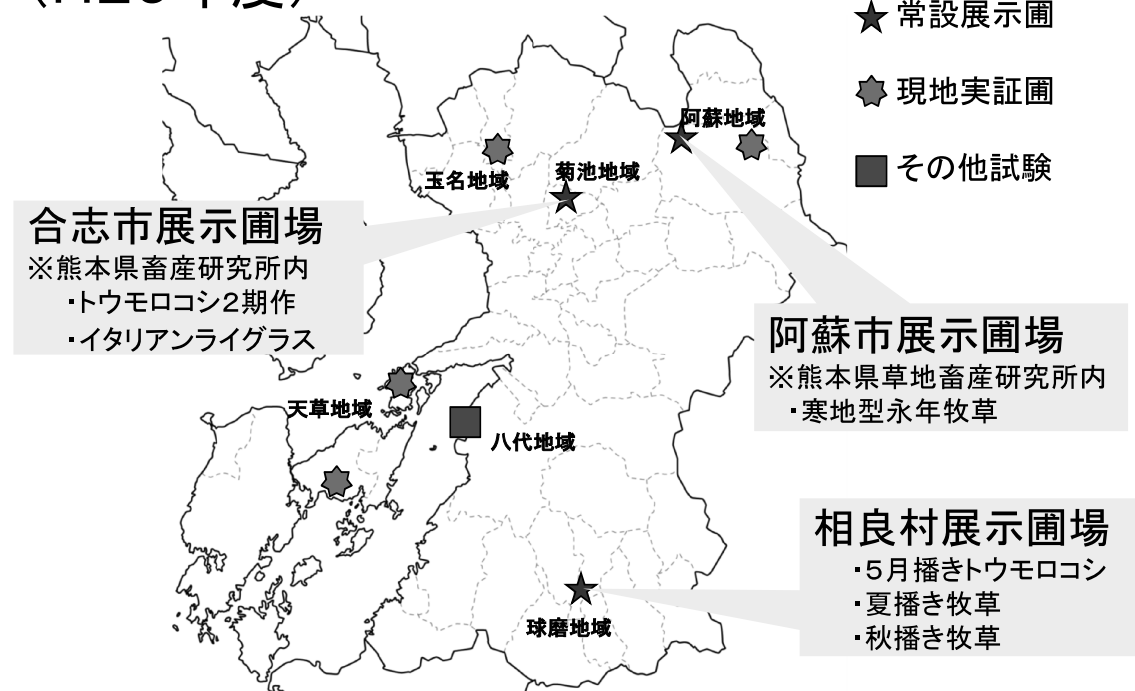 常設展示圃
現地実証圃
その他試験
阿蘇地域
玉名地域
菊池地域
合志市展示圃場
※熊本県畜産研究所内
・トウモロコシ2期作
・イタリアンライグラス
阿蘇市展示圃場
※熊本県草地畜産研究所内
・寒地型永年牧草
天草地域
八代地域
相良村展示圃場
・5月播きトウモロコシ
・夏播き牧草
・秋播き牧草
球磨地域